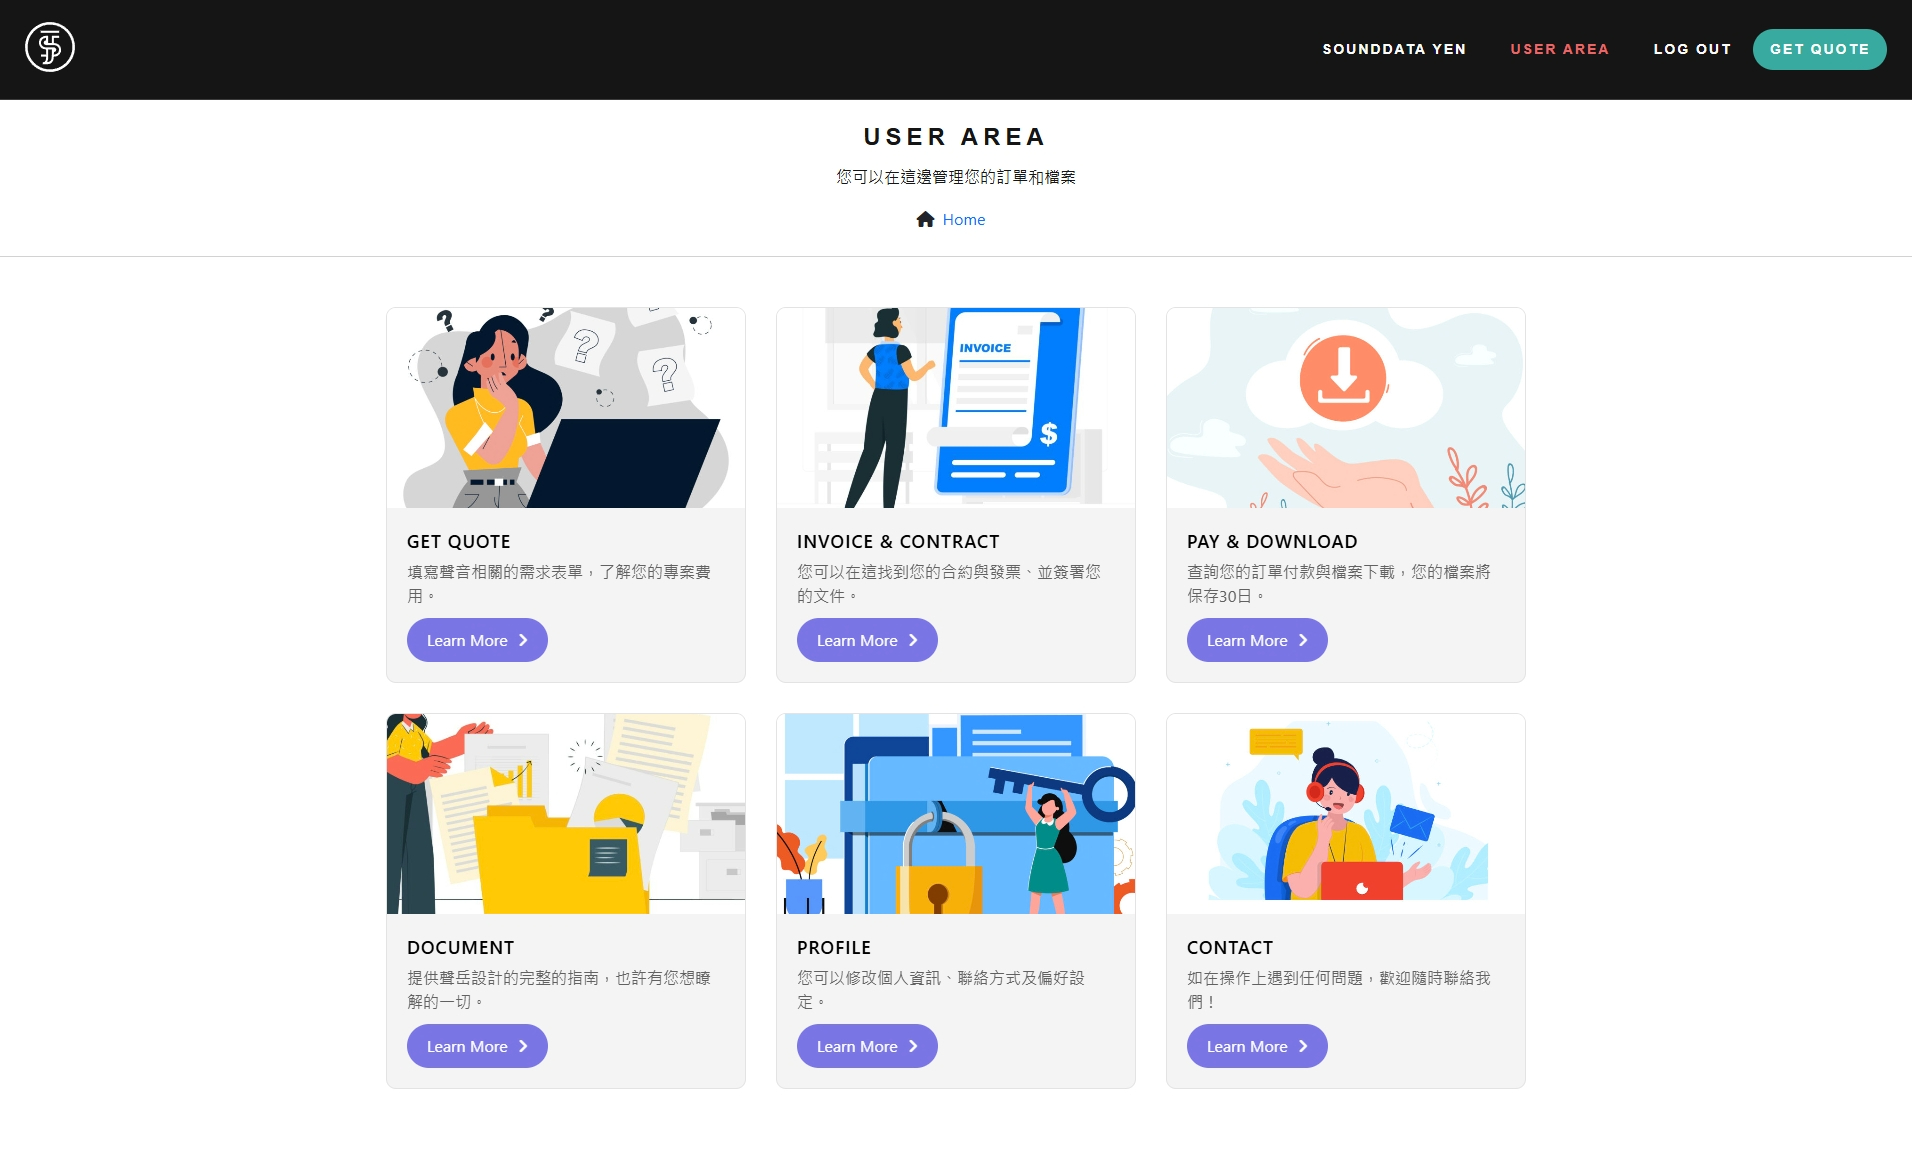 SOUNDDATA YEN
USER AREA
LOG OUT
GET QUOTE
USER AREA
您可以在這邊管理您的訂單和檔案
Home
?
?
?
?
INVOICE
$
GET QUOTE
填寫聲音相關的需求表單，了解您的專案費
用。
Learn More
INVOICE & CONTRACT
您可以在這找到您的合約與發票、並簽署您
的文件。
Learn More
PAY & DOWNLOAD
查詢您的訂單付款與檔案下載，您的檔案將
保存30日。
Learn More
DOCUMENT
提供聲岳設計的完整的指南，也許有您想瞭
解的一切。
Learn More
PROFILE
您可以修改個人資訊、聯絡方式及偏好設
定。
Learn More
CONTACT
如在操作上遇到任何問題，歡迎隨時聯絡我
們！
Learn More